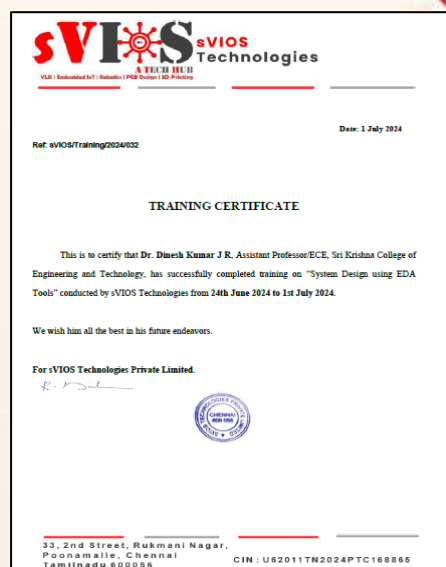 sVIOS
A TECH HUB
VLSI | Embedded IoT | Robotics | PCB Design | 3D-Printing
sVIOS
Technologies
Date: 1 July 2024
Ref: sVIOS/Training/2024/032
TRAINING CERTIFICATE
This is to certify that Dr. Dinesh Kumar J R, Assistant Professor/ECE, Sri Krishna College of
Engineering and Technology, has successfully completed training on "System Design using EDA
Tools" conducted by sVIOS Technologies from 24th June 2024 to 1st July 2024.
We wish him all the best in his future endeavors.
For sVIOS Technologies Private Limited.
CHENNAI
600 056
33, 2nd Street, Rukmani Nagar,
Poonamalle, Chennai
Tamilnadu,600056
CIN : U62011TN2024PTC168865